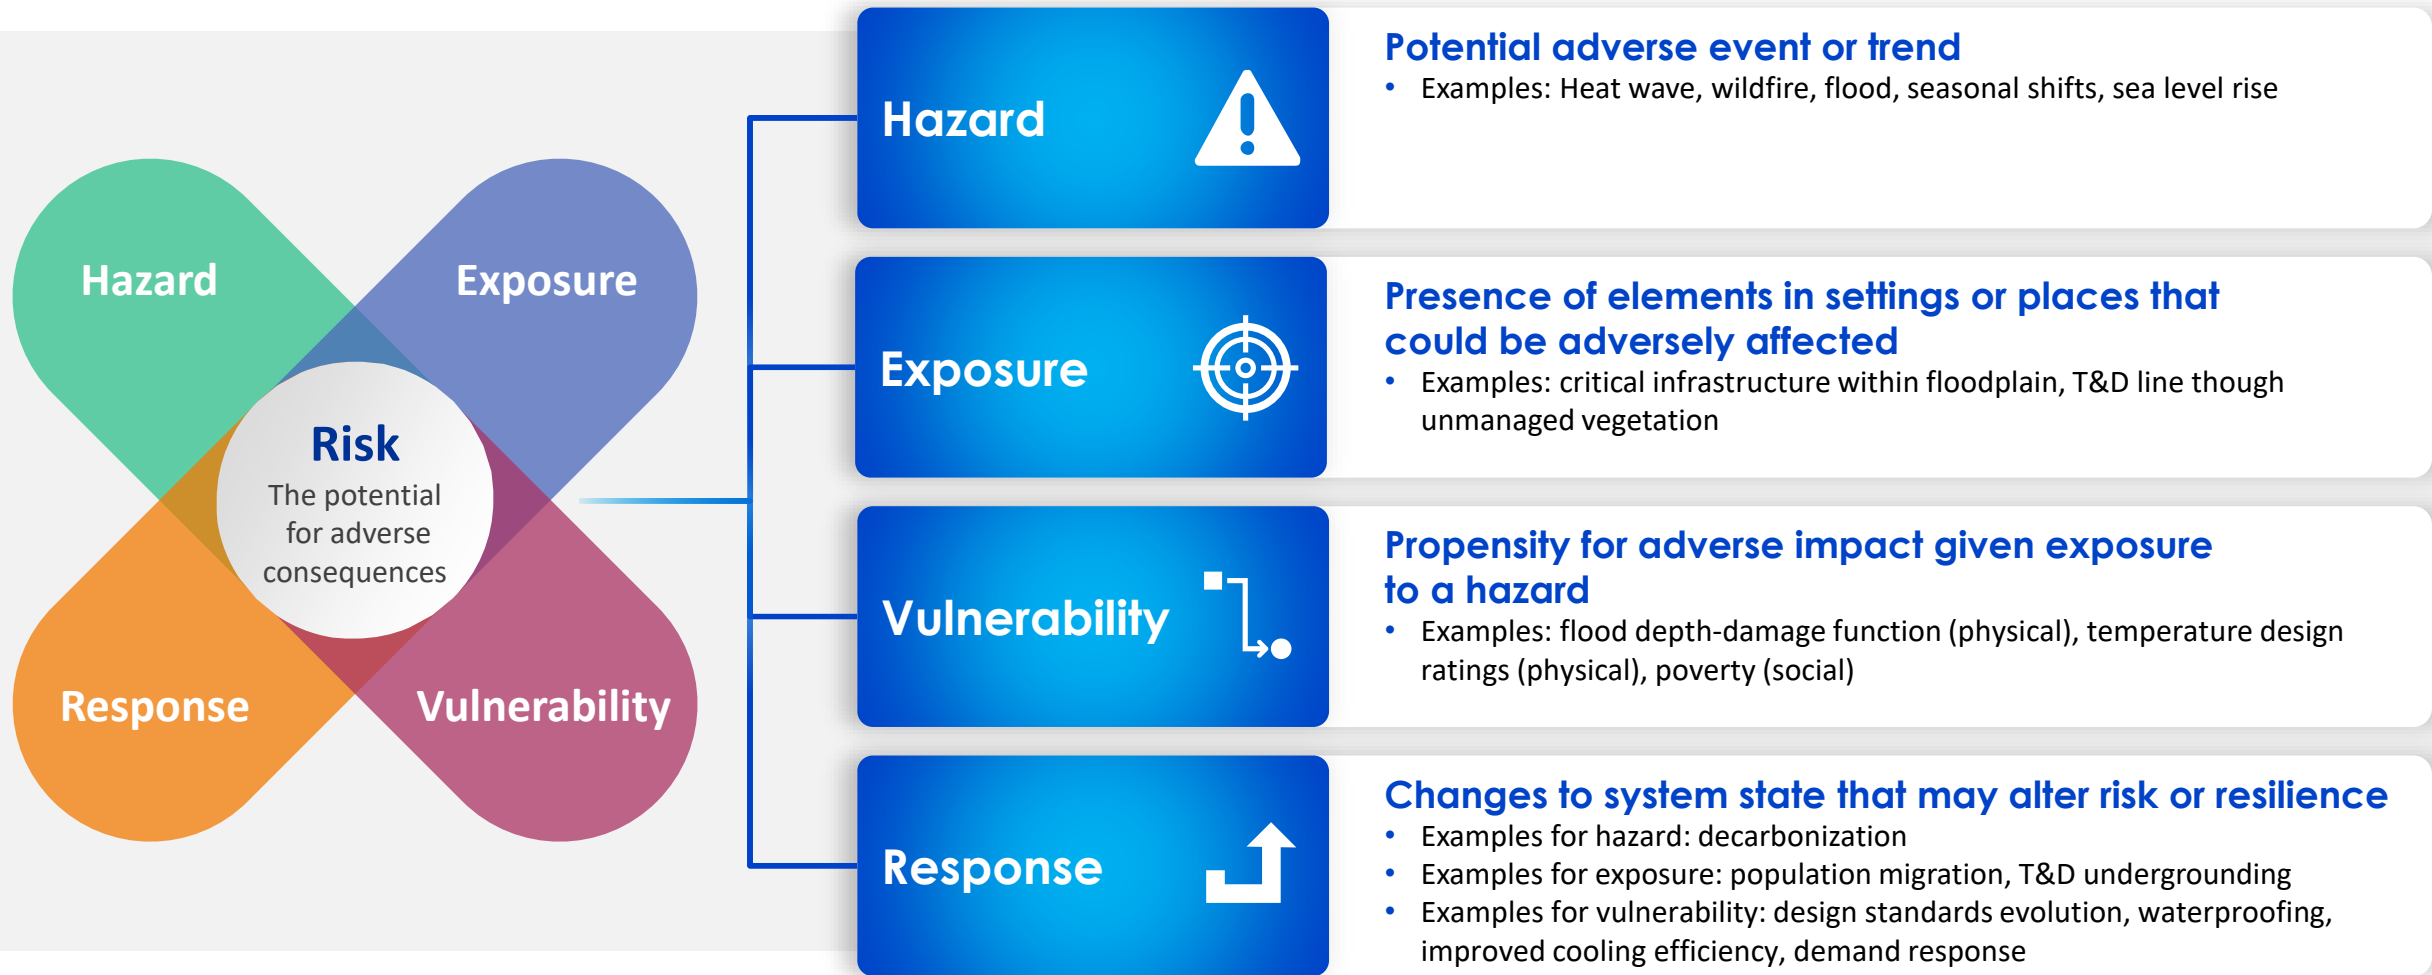 Hazard
Exposure
Risk
The potential
for adverse
consequences
Response
Vulnerability
Hazard
Potential adverse event or trend
• Examples: Heat wave, wildfire, flood, seasonal shifts, sea level rise
Exposure
Presence of elements in settings or places that
could be adversely affected
• Examples: critical infrastructure within floodplain, T&D line though
unmanaged vegetation
Vulnerability
Propensity for adverse impact given exposure
to a hazard
• Examples: flood depth-damage function (physical), temperature design
ratings (physical), poverty (social)
Response
Changes to system state that may alter risk or resilience
• Examples for hazard: decarbonization
• Examples for exposure: population migration, T&D undergrounding
• Examples for vulnerability: design standards evolution, waterproofing,
improved cooling efficiency, demand response